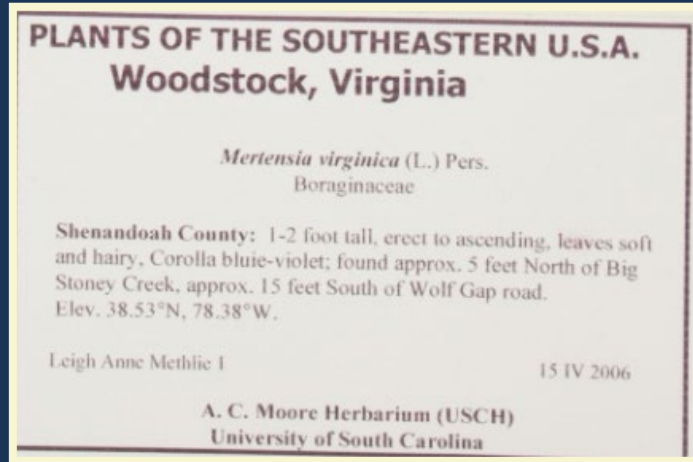 PLANTS OF THE SOUTHEASTERN U.S.A.
Woodstock, Virginia
Mertensia virginica (L.) Pers.
Boraginaceae
Shenandoah County: 1-2 foot tall, erect to ascending, leaves soft
and hairy, Corolla bluie-violet; found approx. 5 feet North of Big
Stoney Creek, approx. 15 feet South of Wolf Gap road.
Elev. 38.53°N, 78.38°W.
Leigh Anne Methlie 1
15 IV 2006
A. C. Moore Herbarium (USCH)
University of South Carolina